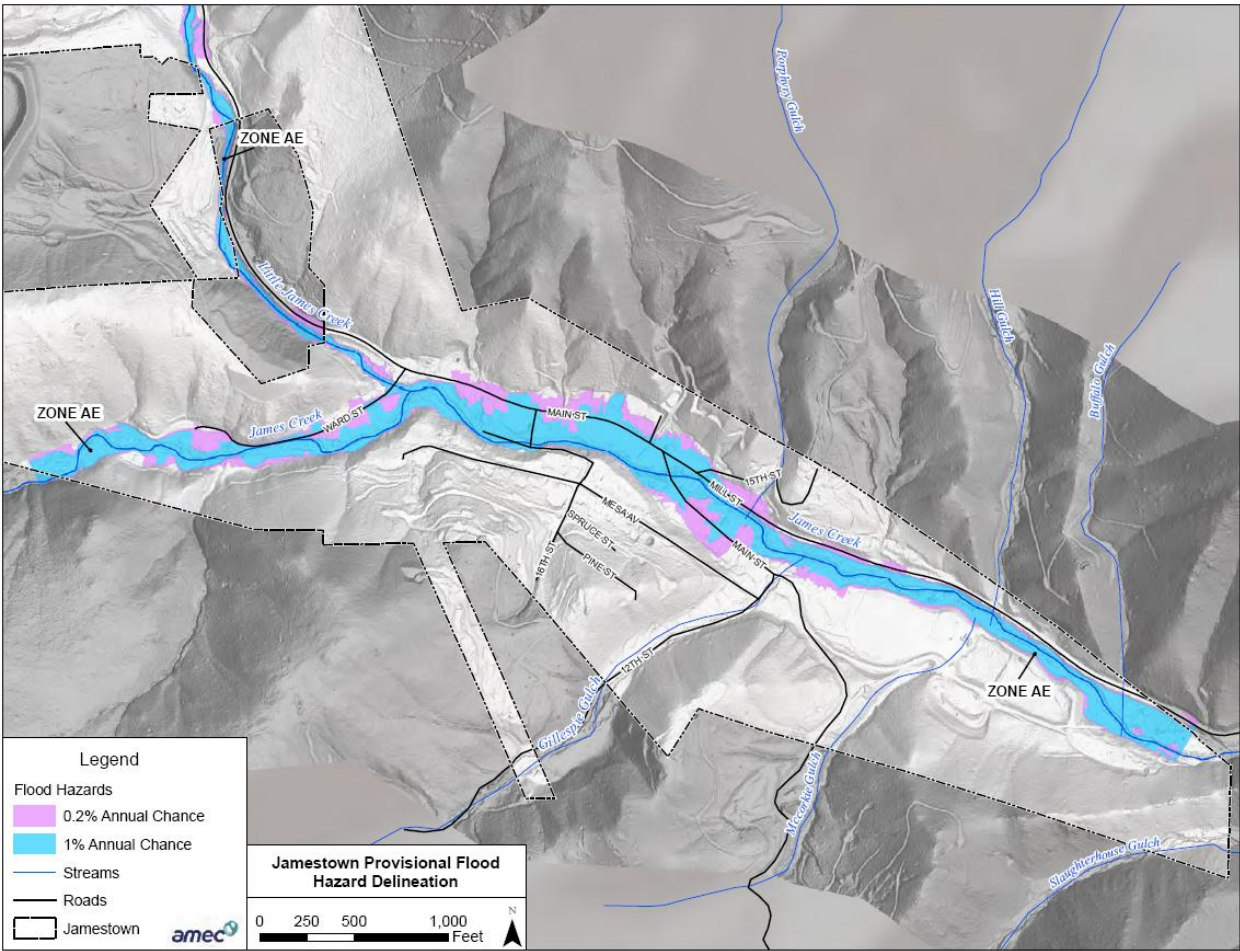 Porphyry Gulch
ZONE AE
Little James Creek
Hill Gulch
Buffalo Gulch
ZONE AE
James Creek
WARD ST
MAIN ST
15TH ST
MILL ST
James Creek
MESA AV
SPRUCE ST
MAIN ST
16TH ST
PINE ST
12TH ST
ZONE AE
Gillespie Gulch
Mccorkie Gulch
Slaughterhouse Gulch
Legend
Flood Hazards
0.2% Annual Chance
1% Annual Chance
Streams
Roads
Jamestown
amec
Jamestown Provisional Flood
Hazard Delineation
0 250 500 1,000
Feet
N